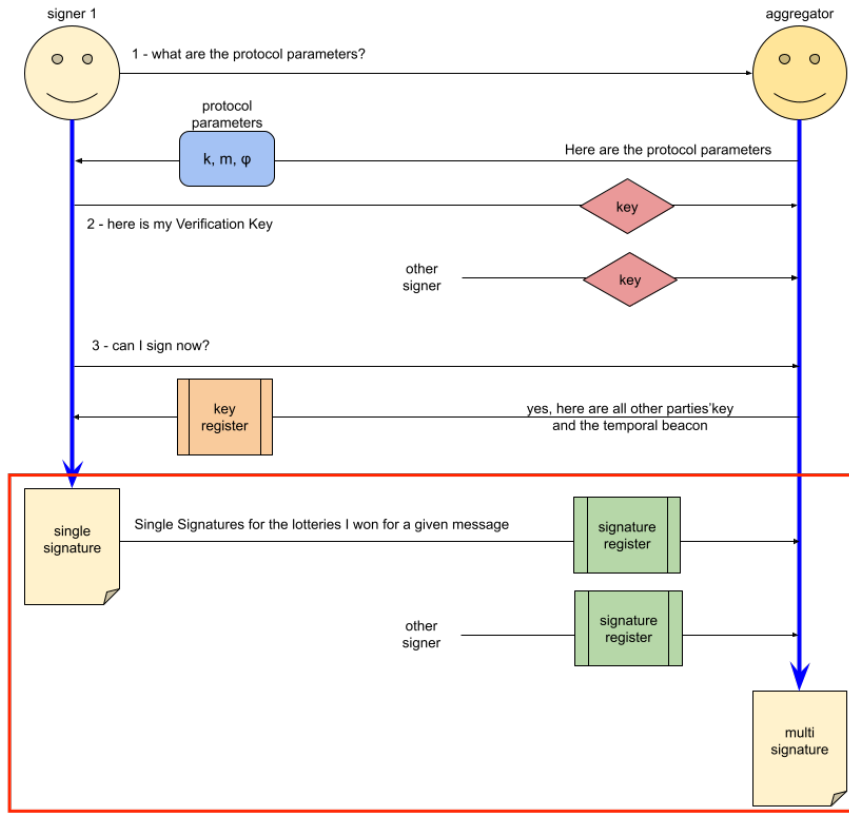 signer 1
aggregator
1 - what are the protocol parameters?
protocol
parameters
k, m, φ
Here are the protocol parameters
key
2 - here is my Verification Key
other
signer
key
3 - can I sign now?
key
register
yes, here are all other parties'key
and the temporal beacon
single
signature
Single Signatures for the lotteries I won for a given message
signature
register
other
signer
signature
register
multi
signature